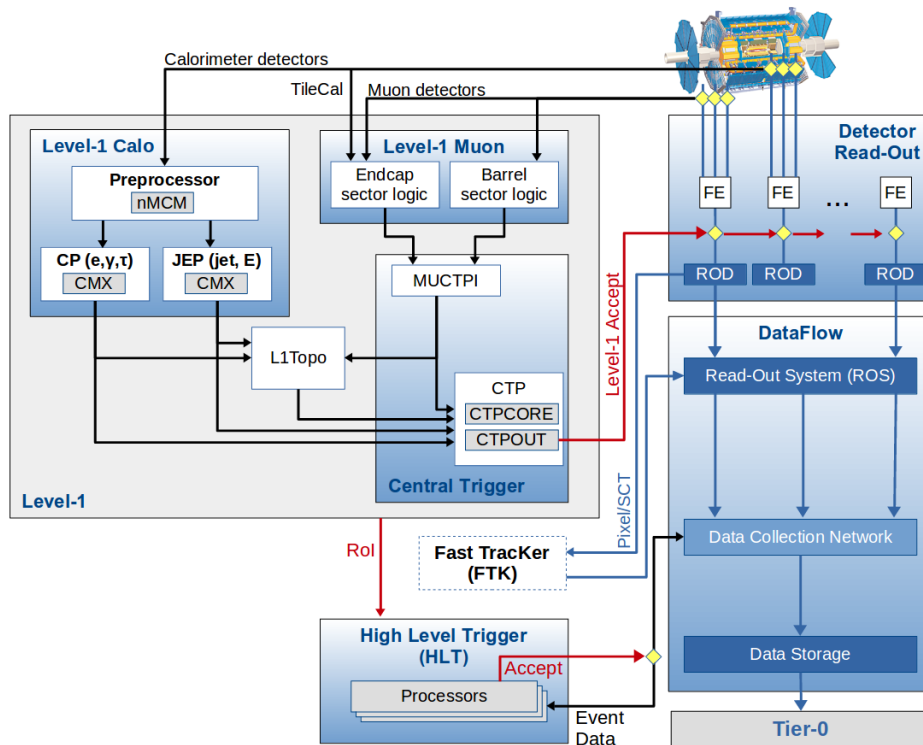 Calorimeter detectors
TileCal
Muon detectors
Level-1 Calo
Preprocessor
nMCM
CP (e,γ,τ)
CMX
JEP (jet, E)
CMX
Level-1 Muon
Endcap
sector logic
Barrel
sector logic
MUCTPI
L1Topo
CTP
CTPCORE
CTPOUT
Central Trigger
Level-1
Level-1 Accept
Detector
Read-Out
FE
FE
...
FE
ROD
ROD
ROD
DataFlow
Read-Out System (ROS)
Data Collection Network
Data Storage
Tier-0
Pixel/SCT
RoI
Fast TracKer
(FTK)
High Level Trigger
(HLT)
Accept
Processors
Event
Data